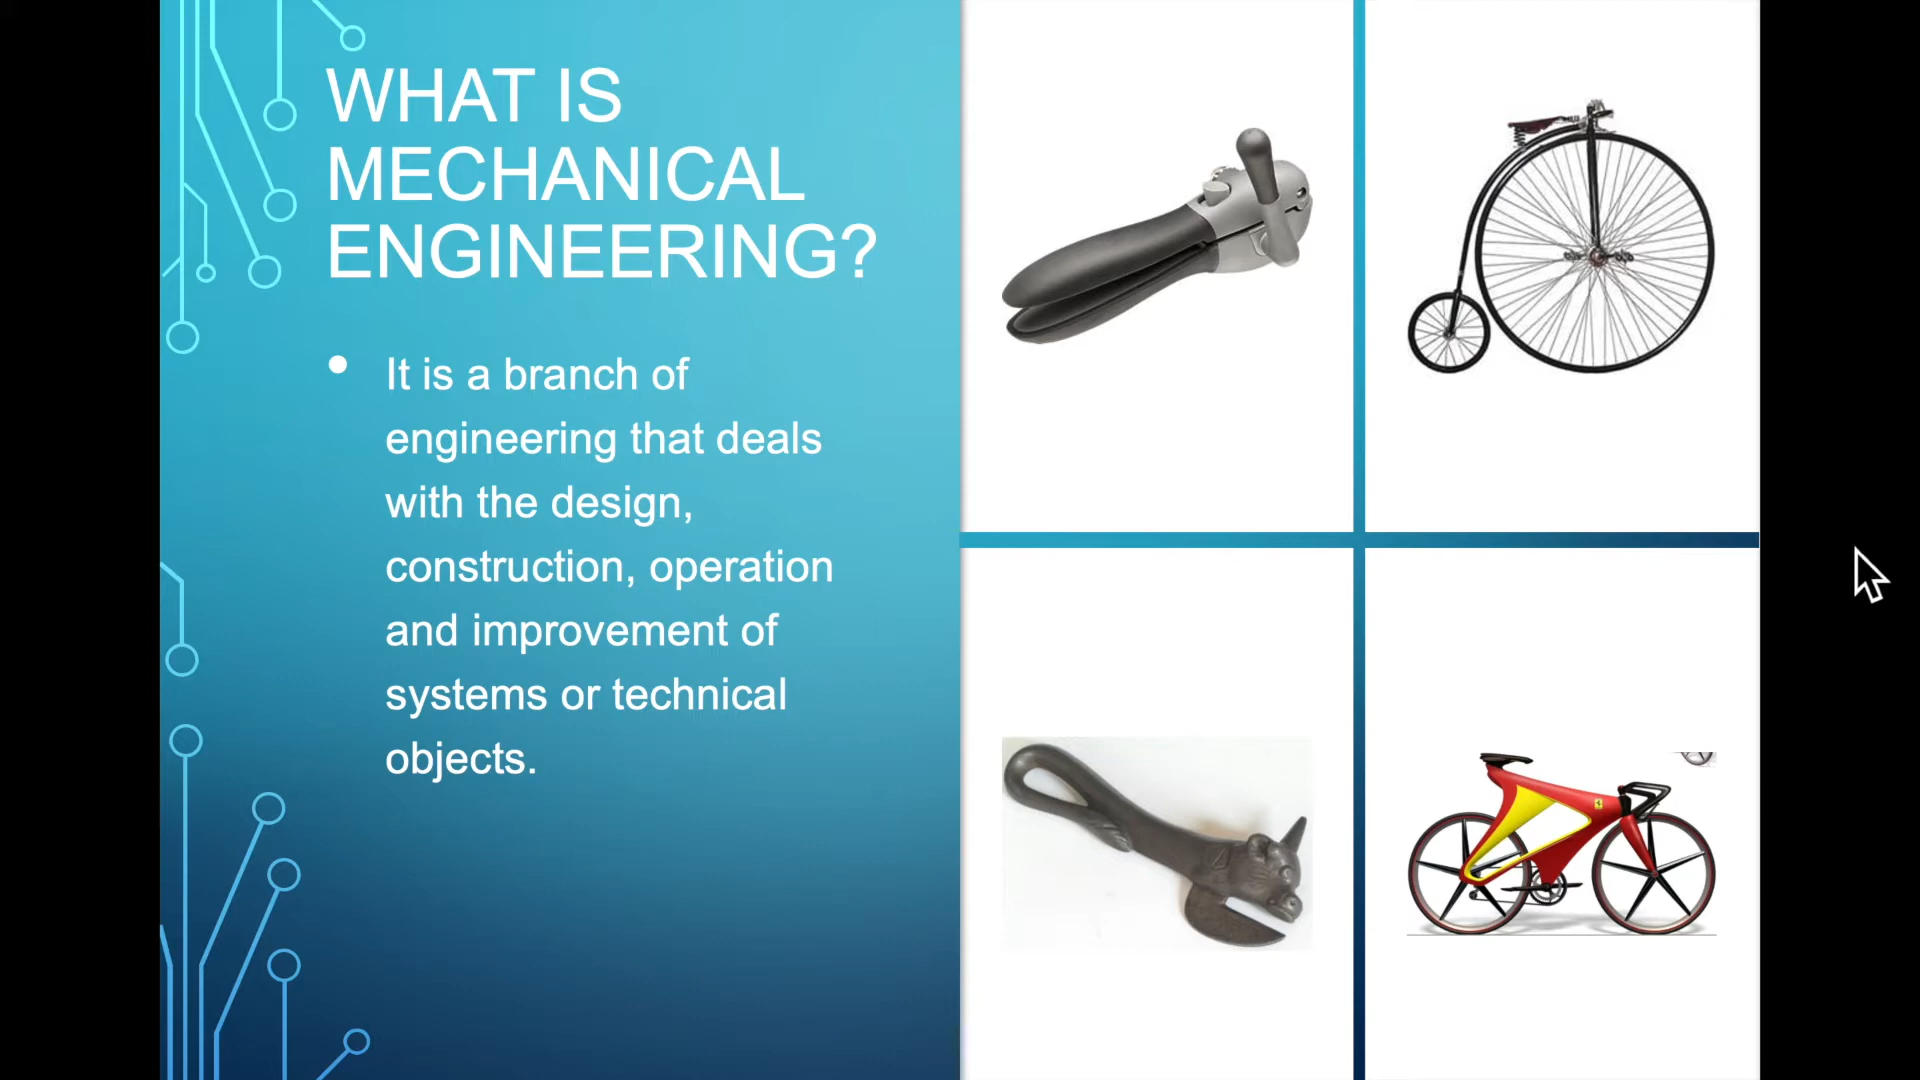 WHAT IS
MECHANICAL
ENGINEERING?
• It is a branch of
engineering that deals
with the design,
construction, operation
and improvement of
systems or technical
objects.